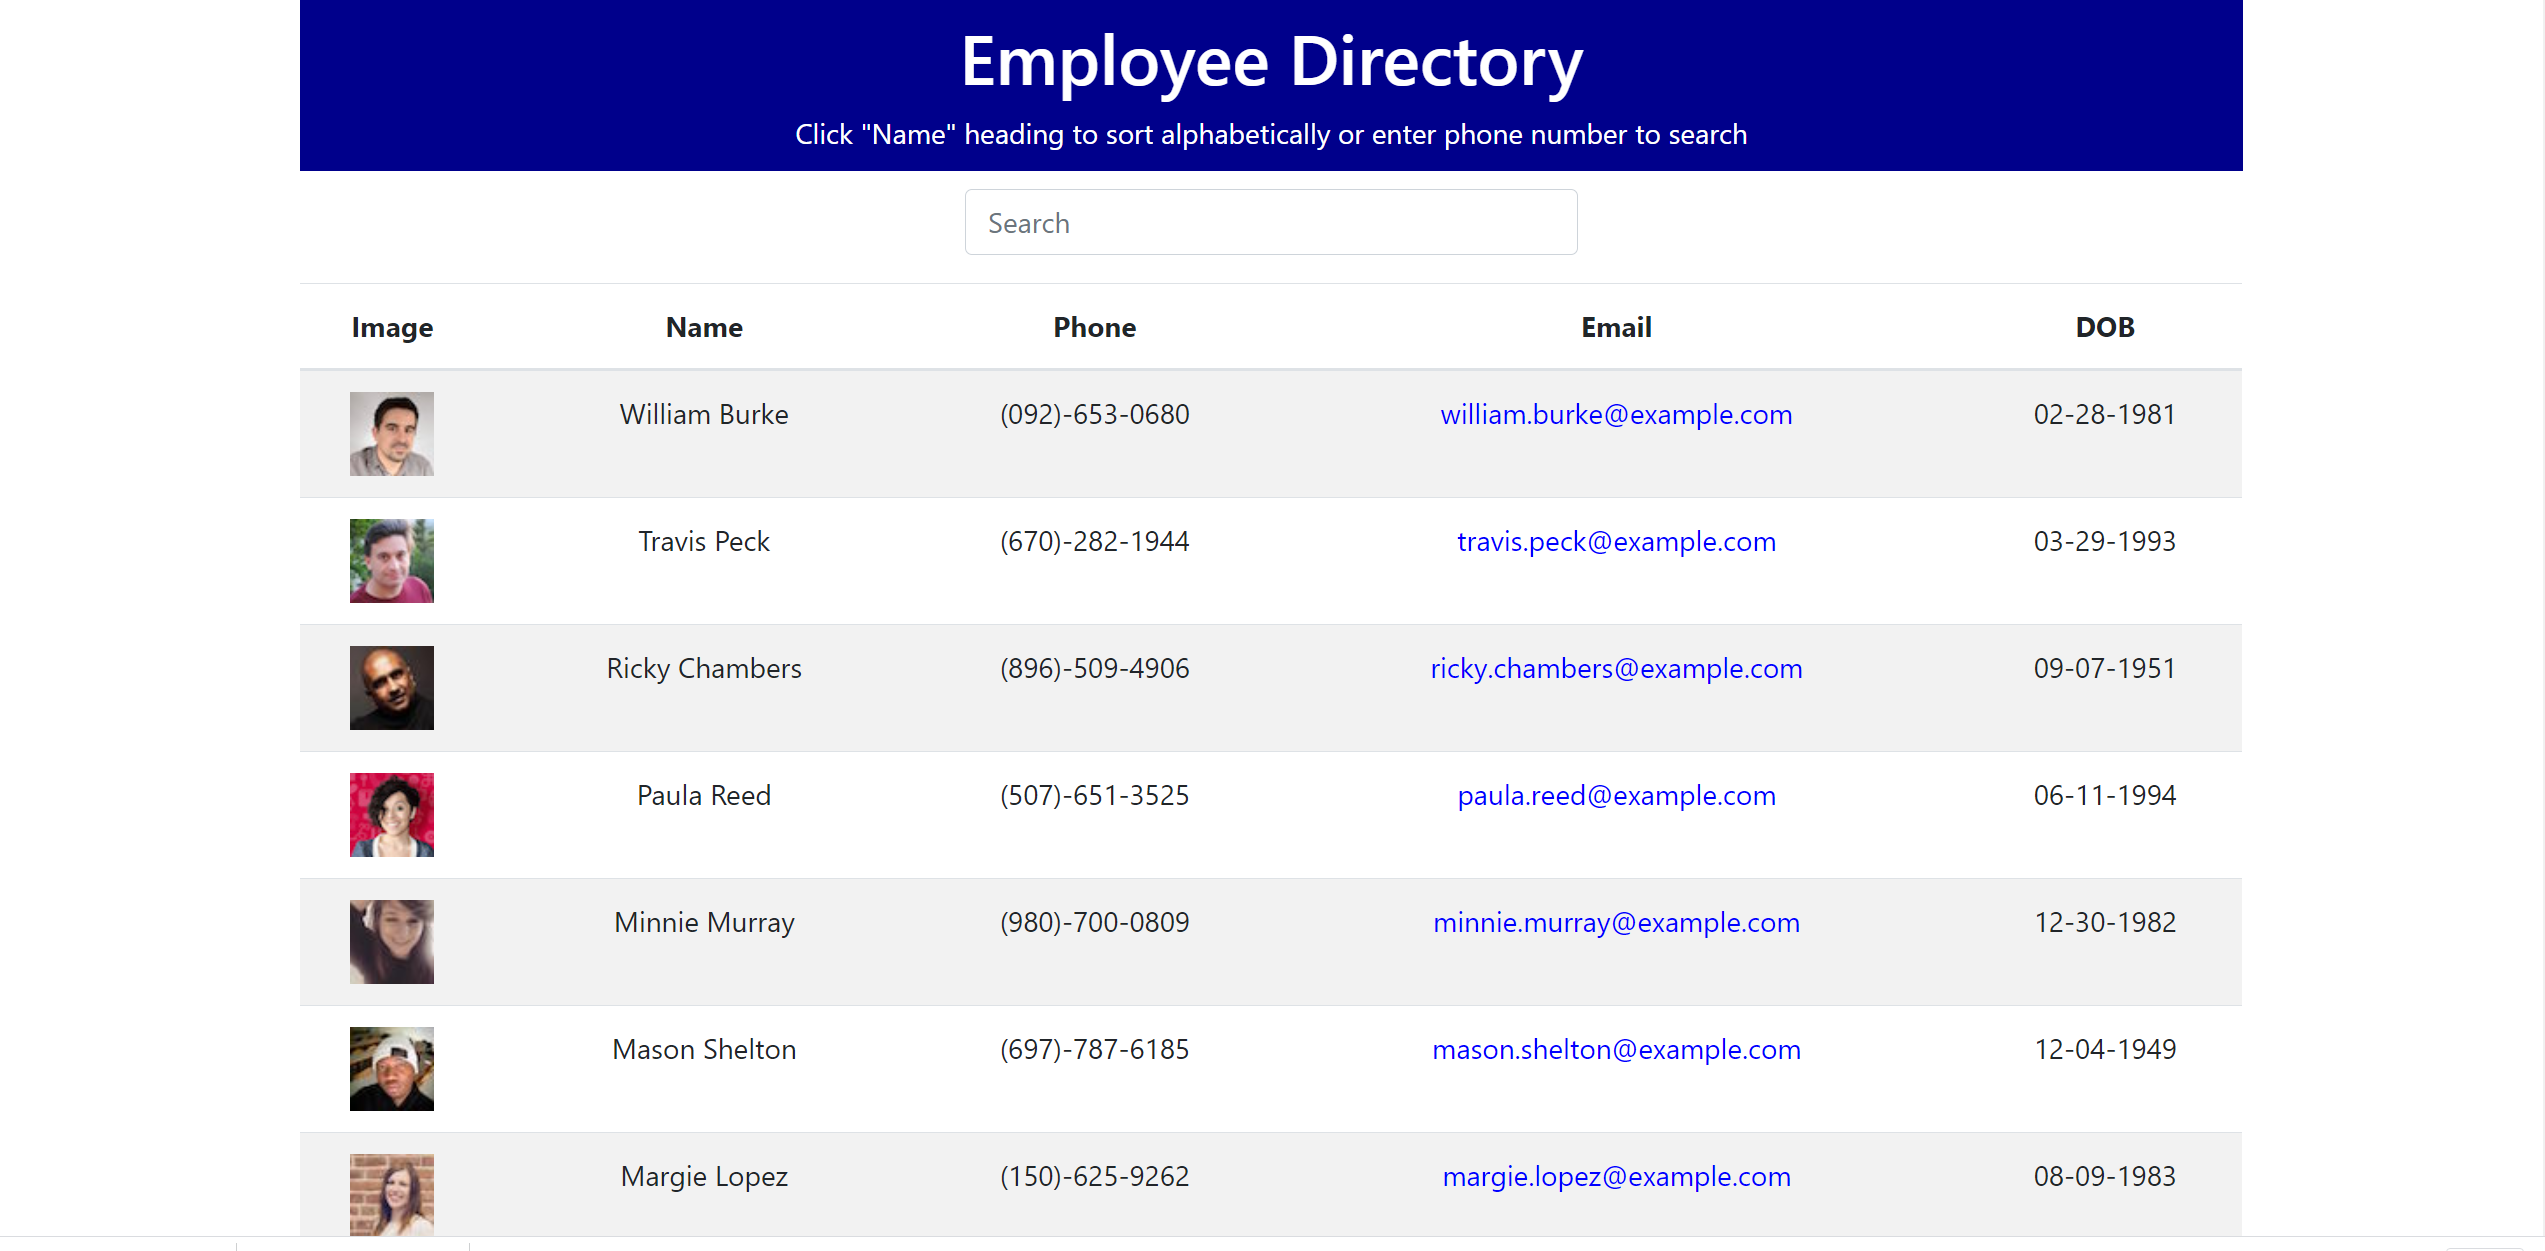 Employee Directory
Click "Name" heading to sort alphabetically or enter phone number to search
Search
Image Name Phone Email DOB
William Burke (092)-653-0680 william.burke@example.com 02-28-1981
Travis Peck (670)-282-1944 travis.peck@example.com 03-29-1993
Ricky Chambers (896)-509-4906 ricky.chambers@example.com 09-07-1951
Paula Reed (507)-651-3525 paula.reed@example.com 06-11-1994
Minnie Murray (980)-700-0809 minnie.murray@example.com 12-30-1982
Mason Shelton (697)-787-6185 mason.shelton@example.com 12-04-1949
Margie Lopez (150)-625-9262 margie.lopez@example.com 08-09-1983